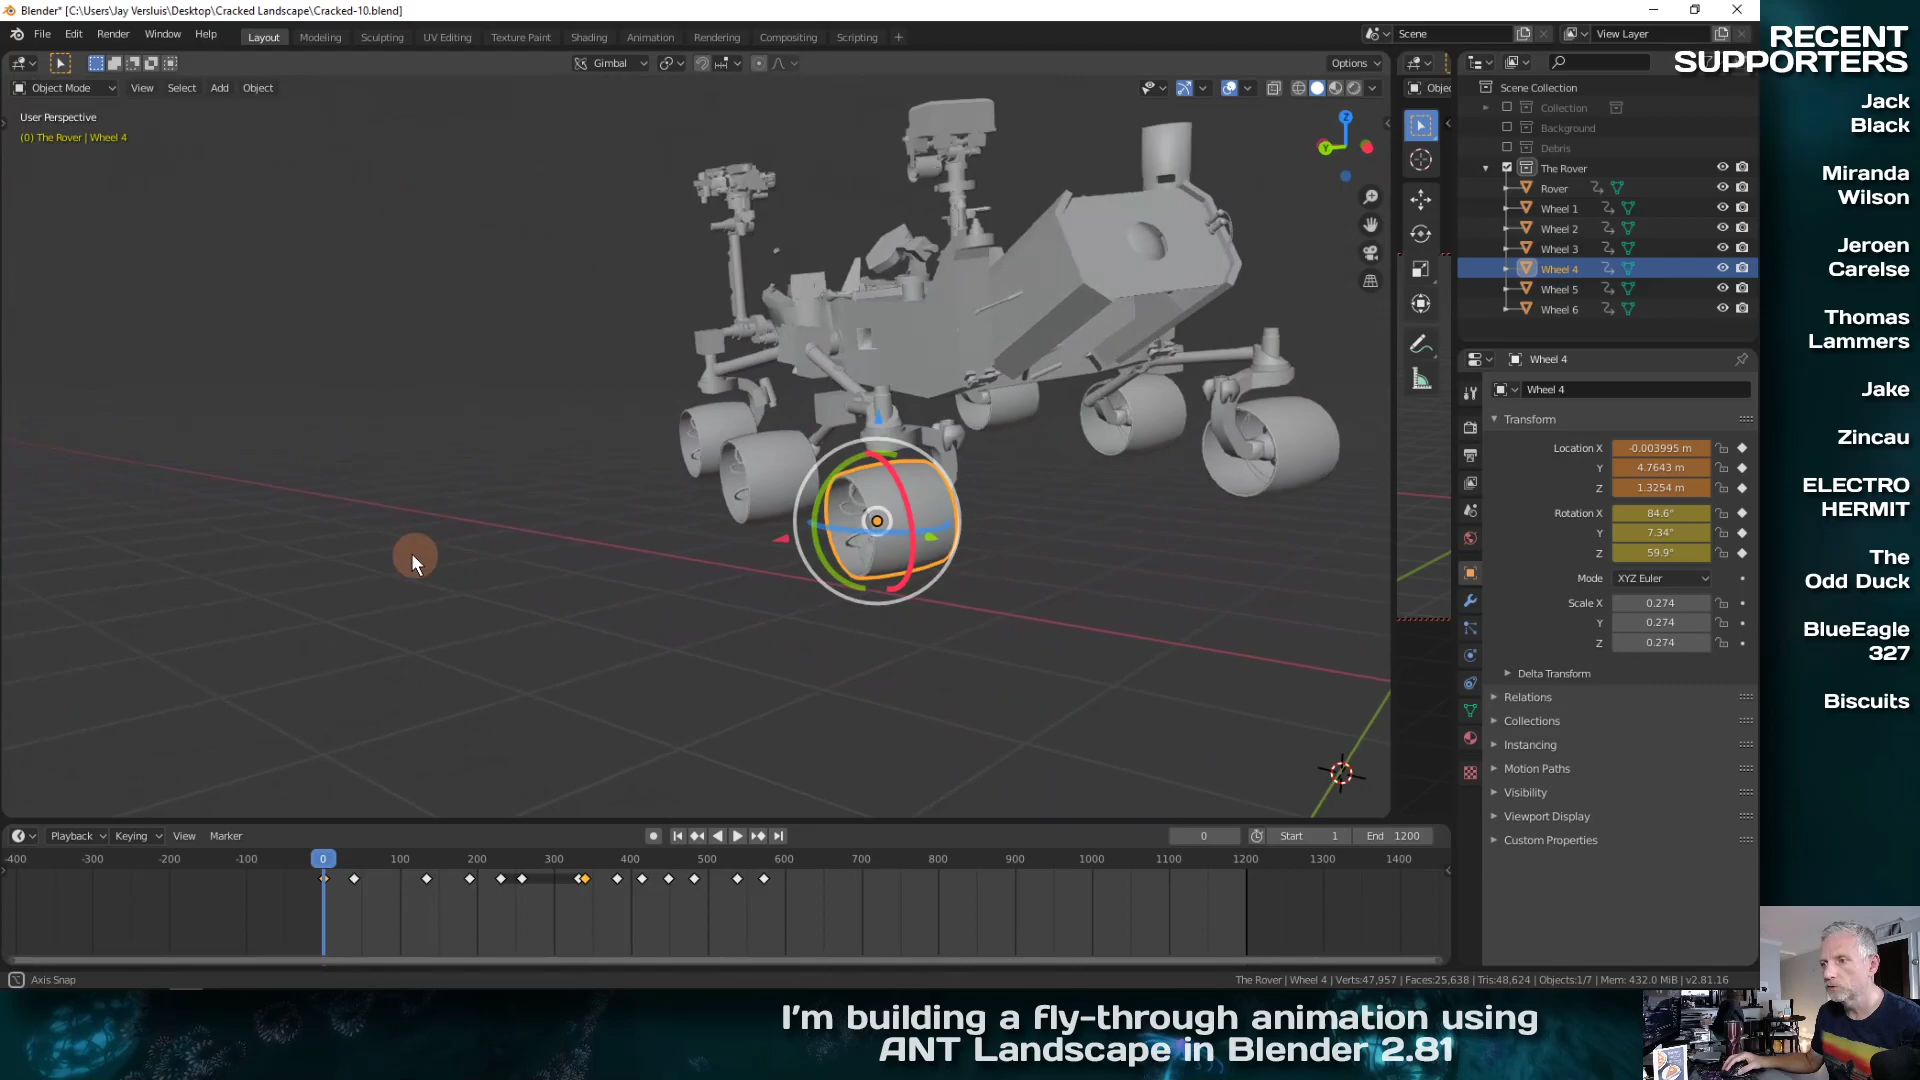 Blender* [C:\Users\Jay Versluis\Desktop\Cracked Landscape\Cracked-10.blend]
File Edit Render Window Help
Layout Modeling Sculpting UV Editing Texture Paint Shading Animation Rendering Compositing Scripting +
Scene
View Layer
Gimbal
Options
Object Mode View Select Add Object
User Perspective
(0) The Rover | Wheel 4
Z
Y
Objec
Scene Collection
Collection
Background
Debris
The Rover
Rover
Wheel 1
Wheel 2
Wheel 3
Wheel 4
Wheel 5
Wheel 6
Wheel 4
Wheel 4
Transform
Location X -0.003995 m
Y 4.7643 m
Z 1.3254 m
Rotation X 84.6°
Y 7.34°
Z 59.9°
Mode XYZ Euler
Scale X 0.274
Y 0.274
Z 0.274
Delta Transform
Relations
Collections
Instancing
Motion Paths
Visibility
Viewport Display
Custom Properties
Playback Keying View Marker
0
Start 1
End 1200
-400 -300 -200 -100 0 100 200 300 400 500 600 700 800 900 1000 1100 1200 1300 1400
Axis Snap
The Rover | Wheel 4 | Verts:47,957 | Faces:25,638 | Tris:48,624 | Objects:1/7 | Mem: 432.0 MiB | v2.81.16
RECENT
SUPPORTERS
Jack
Black
Miranda
Wilson
Jeroen
Carelse
Thomas
Lammers
Jake
Zincau
ELECTRO
HERMIT
The
Odd Duck
BlueEagle
327
Biscuits
I'm building a fly-through animation using
ANT Landscape in Blender 2.81